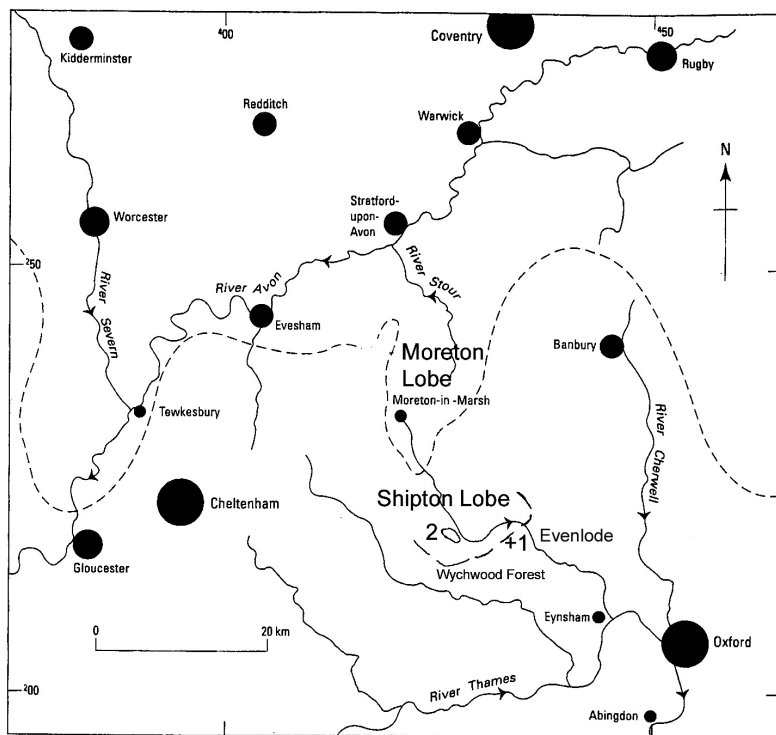 400
450
Coventry
Kidderminster
Rugby
Redditch
Warwick
N
Worcester
Stratford-
upon-
Avon
250
River Avon
River Stour
River Severn
Evesham
Banbury
Moreton
Lobe
Moreton-in-Marsh
Tewkesbury
River Cherwell
Shipton Lobe
Cheltenham
2
+1
Evenlode
Gloucester
Wychwood Forest
0
20 km
Eynsham
Oxford
River Thames
200
Abingdon